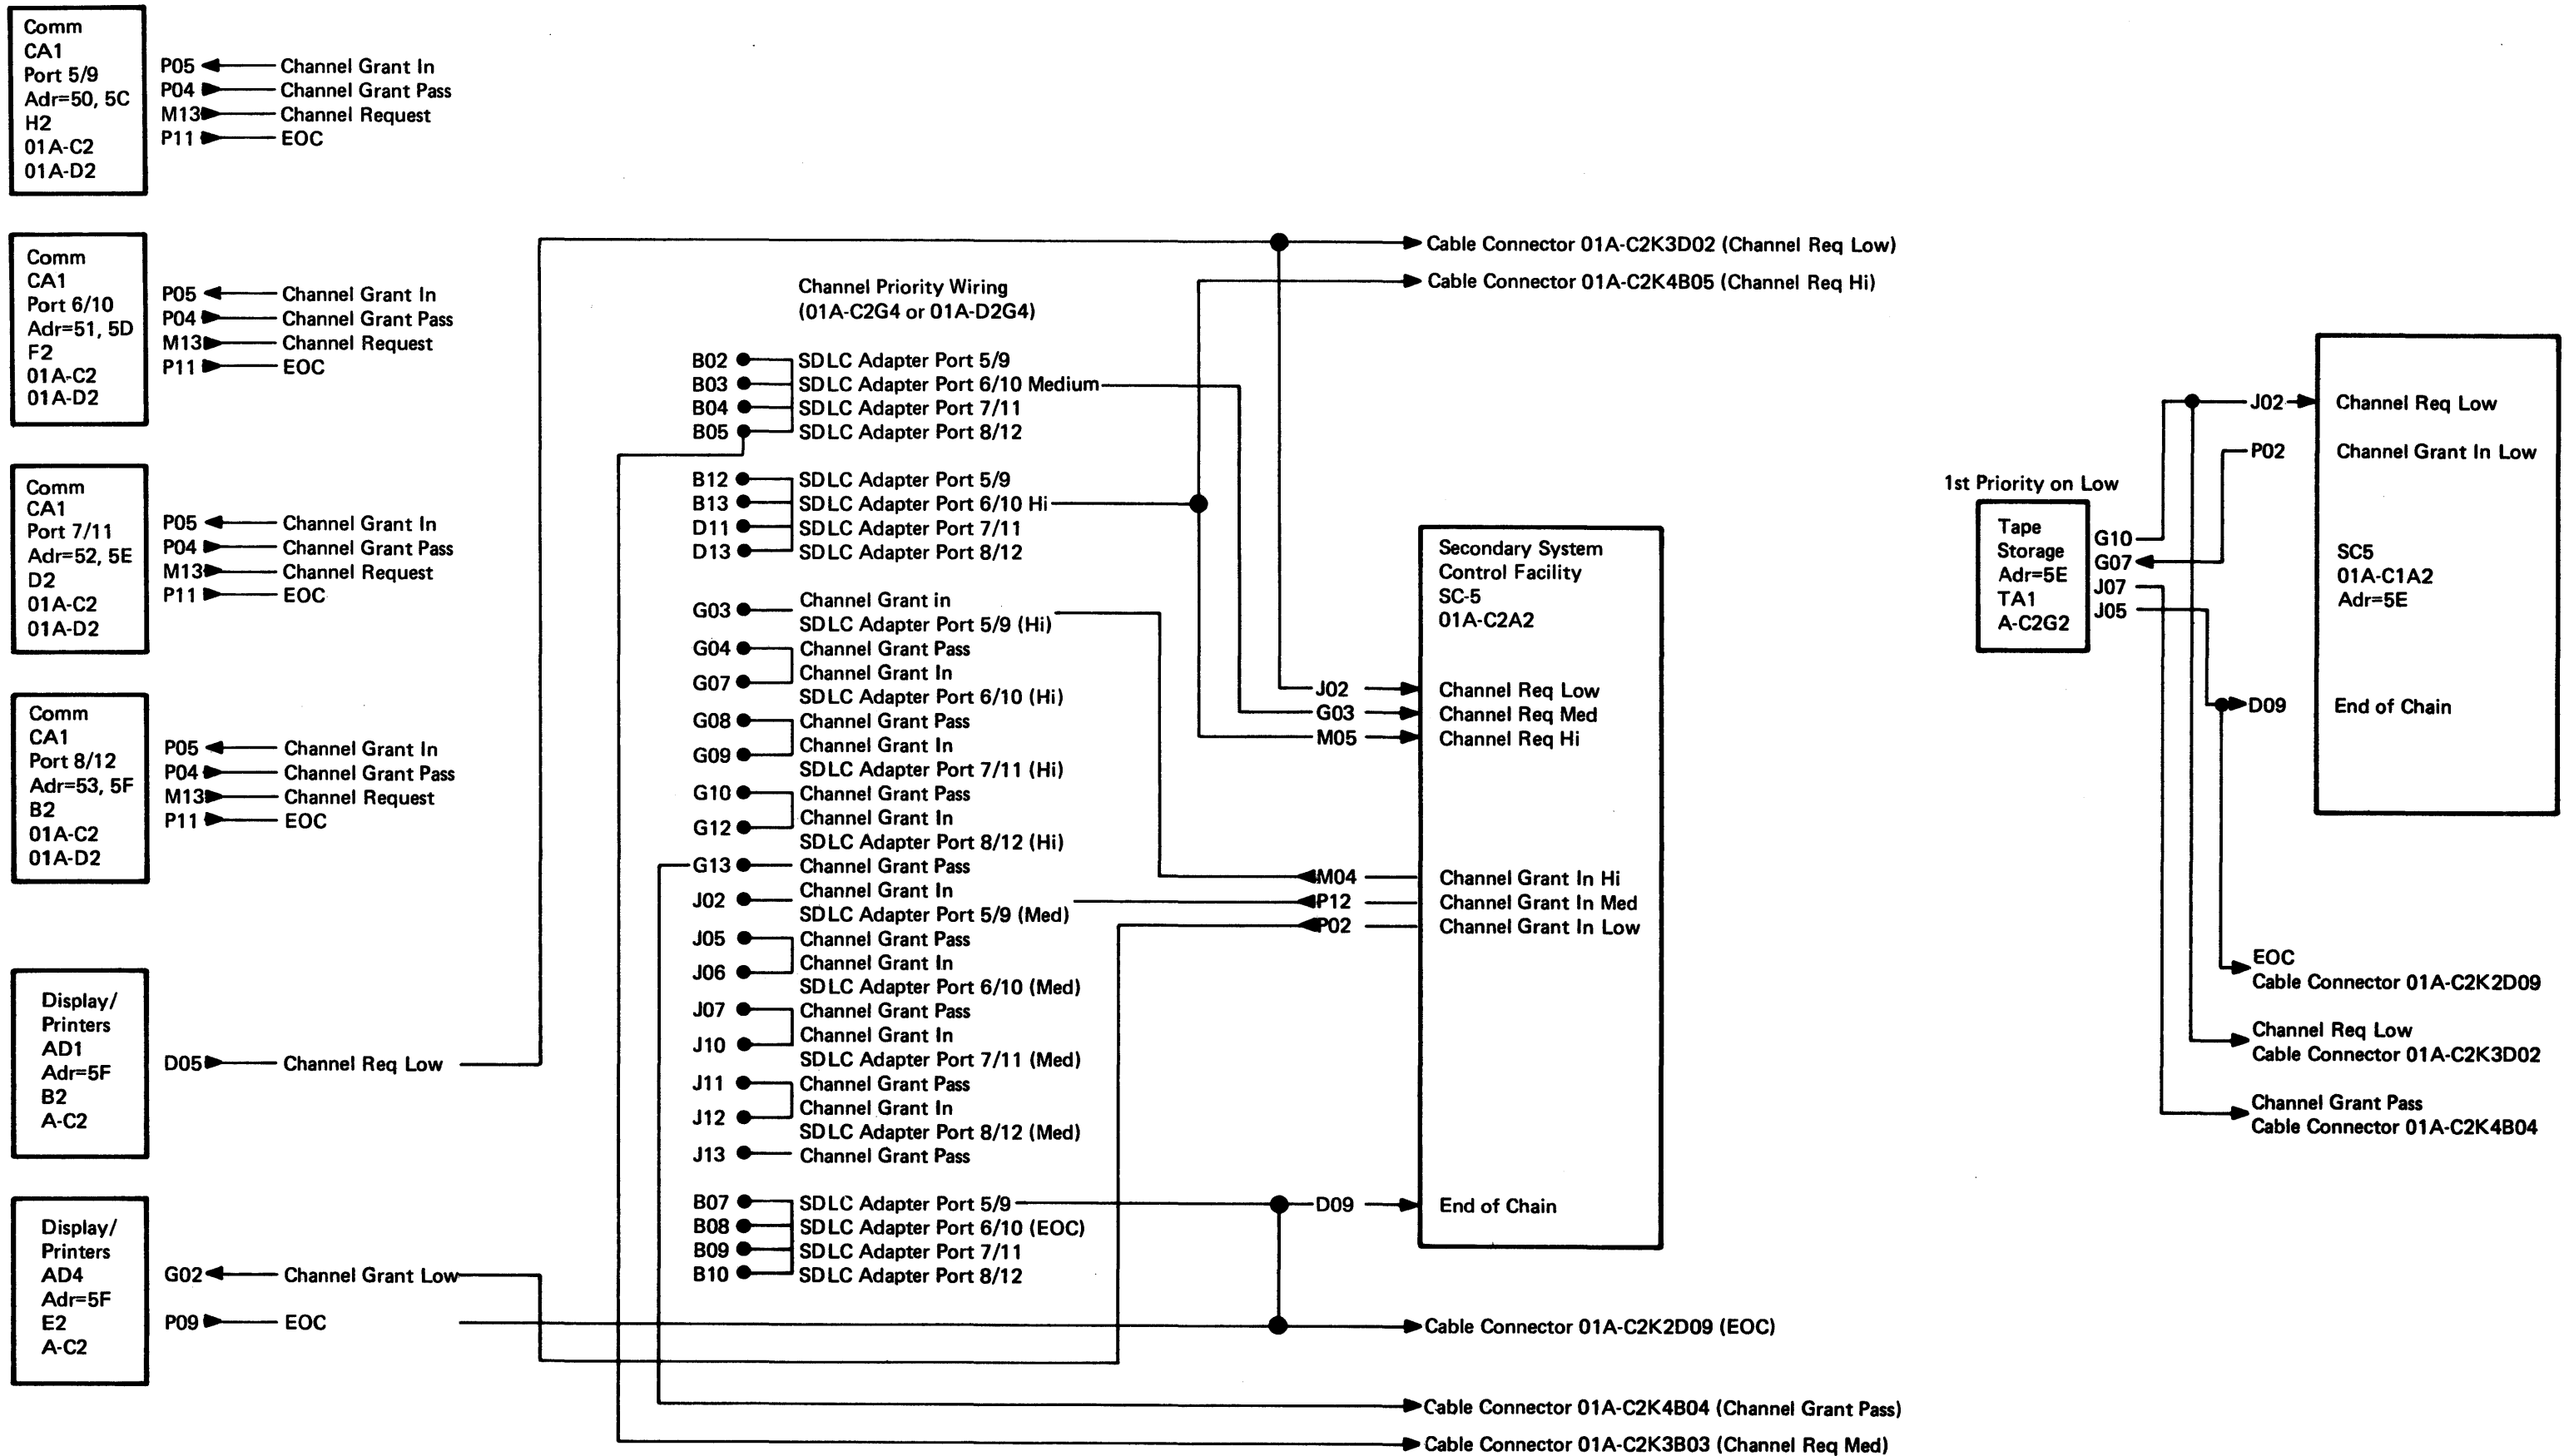 Comm
CA1
Port 5/9
Adr=50, 5C
H2
01A-C2
01A-D2
P05 Channel Grant In
P04 Channel Grant Pass
M13 Channel Request
P11 EOC
Comm
CA1
Port 6/10
Adr=51, 5D
F2
01A-C2
01A-D2
P05 Channel Grant In
P04 Channel Grant Pass
M13 Channel Request
P11 EOC
Comm
CA1
Port 7/11
Adr=52, 5E
D2
01A-C2
01A-D2
P05 Channel Grant In
P04 Channel Grant Pass
M13 Channel Request
P11 EOC
Comm
CA1
Port 8/12
Adr=53, 5F
B2
01A-C2
01A-D2
P05 Channel Grant In
P04 Channel Grant Pass
M13 Channel Request
P11 EOC
Display/
Printers
AD1
Adr=5F
B2
A-C2
D05 Channel Req Low
Display/
Printers
AD4
Adr=5F
E2
A-C2
G02 Channel Grant Low
P09 EOC
Channel Priority Wiring
(01A-C2G4 or 01A-D2G4)
B02 SDLC Adapter Port 5/9
B03 SDLC Adapter Port 6/10 Medium
B04 SDLC Adapter Port 7/11
B05 SDLC Adapter Port 8/12
B12 SDLC Adapter Port 5/9
B13 SDLC Adapter Port 6/10 Hi
D11 SDLC Adapter Port 7/11
D13 SDLC Adapter Port 8/12
G03 Channel Grant in
SDLC Adapter Port 5/9 (Hi)
G04 Channel Grant Pass
G07 Channel Grant In
SDLC Adapter Port 6/10 (Hi)
G08 Channel Grant Pass
G09 Channel Grant In
SDLC Adapter Port 7/11 (Hi)
G10 Channel Grant Pass
G12 Channel Grant In
SDLC Adapter Port 8/12 (Hi)
G13 Channel Grant Pass
J02 Channel Grant In
SDLC Adapter Port 5/9 (Med)
J05 Channel Grant Pass
J06 Channel Grant In
SDLC Adapter Port 6/10 (Med)
J07 Channel Grant Pass
J10 Channel Grant In
SDLC Adapter Port 7/11 (Med)
J11 Channel Grant Pass
J12 Channel Grant In
SDLC Adapter Port 8/12 (Med)
J13 Channel Grant Pass
B07 SDLC Adapter Port 5/9
B08 SDLC Adapter Port 6/10 (EOC)
B09 SDLC Adapter Port 7/11
B10 SDLC Adapter Port 8/12
Cable Connector 01A-C2K3D02 (Channel Req Low)
Cable Connector 01A-C2K4B05 (Channel Req Hi)
Secondary System
Control Facility
SC-5
01A-C2A2
J02 Channel Req Low
G03 Channel Req Med
M05 Channel Req Hi
M04 Channel Grant In Hi
P12 Channel Grant In Med
P02 Channel Grant In Low
D09 End of Chain
Cable Connector 01A-C2K2D09 (EOC)
Cable Connector 01A-C2K4B04 (Channel Grant Pass)
Cable Connector 01A-C2K3B03 (Channel Req Med)
1st Priority on Low
Tape
Storage
Adr=5E
TA1
A-C2G2
G10
G07
J07
J05
J02 Channel Req Low
P02 Channel Grant In Low
SC5
01A-C1A2
Adr=5E
D09 End of Chain
EOC
Cable Connector 01A-C2K2D09
Channel Req Low
Cable Connector 01A-C2K3D02
Channel Grant Pass
Cable Connector 01A-C2K4B04